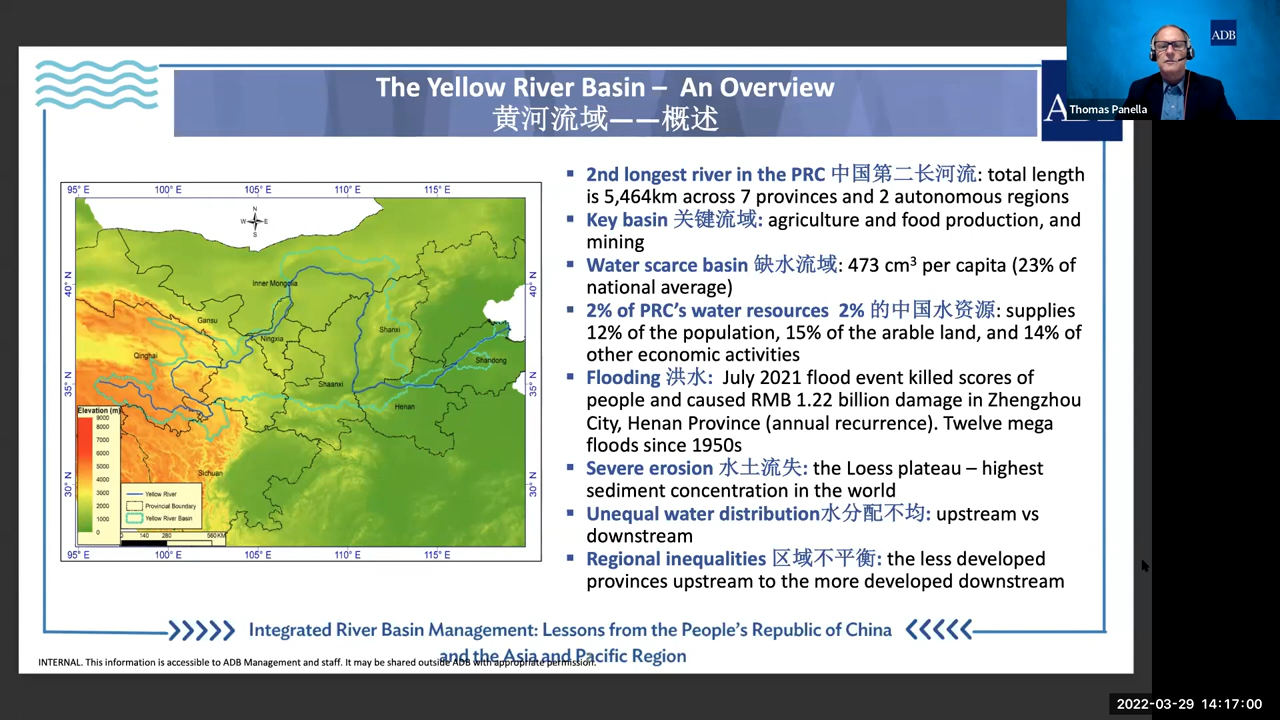 ADB
Thomas Panella
The Yellow River Basin – An Overview
黄河流域——概述
95° E 100° E 105° E 110° E 115° E
N
W E
S
40° N
40° N
Inner Mongolia
Gansu
Shanxi
Ningxia
Qinghai
Shandong
35° N
35° N
Shaanxi
Henan
Elevation (m)
9000
8000
7000
6000
5000
4000
3000
2000
1000
0
Sichuan
30° N
30° N
Yellow River
Provincial Boundary
Yellow River Basin
0 140 280 560 KM
95° E 100° E 105° E 110° E 115° E
▪ 2nd longest river in the PRC 中国第二长河流: total length
is 5,464km across 7 provinces and 2 autonomous regions
▪ Key basin 关键流域: agriculture and food production, and
mining
▪ Water scarce basin 缺水流域: 473 cm³ per capita (23% of
national average)
▪ 2% of PRC’s water resources 2% 的中国水资源: supplies
12% of the population, 15% of the arable land, and 14% of
other economic activities
▪ Flooding 洪水: July 2021 flood event killed scores of
people and caused RMB 1.22 billion damage in Zhengzhou
City, Henan Province (annual recurrence). Twelve mega
floods since 1950s
▪ Severe erosion 水土流失: the Loess plateau – highest
sediment concentration in the world
▪ Unequal water distribution水分配不均: upstream vs
downstream
▪ Regional inequalities 区域不平衡: the less developed
provinces upstream to the more developed downstream
Integrated River Basin Management: Lessons from the People’s Republic of China
and the Asia and Pacific Region
INTERNAL. This information is accessible to ADB Management and staff. It may be shared outside ADB with appropriate permission.
2022-03-29 14:17:00